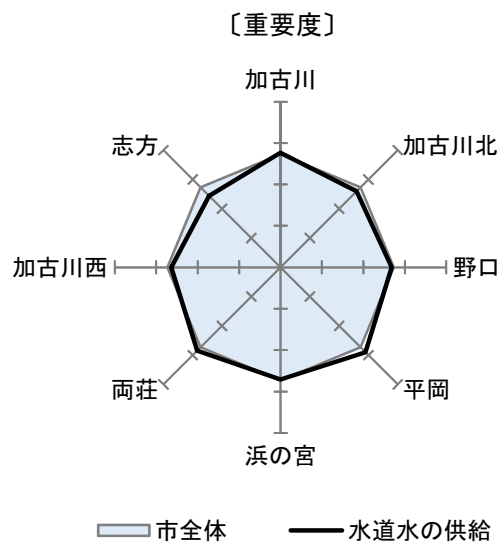 〔重要度〕
加古川
志方
加古川北
加古川西
野口
両荘
平岡
浜の宮
市全体
水道水の供給